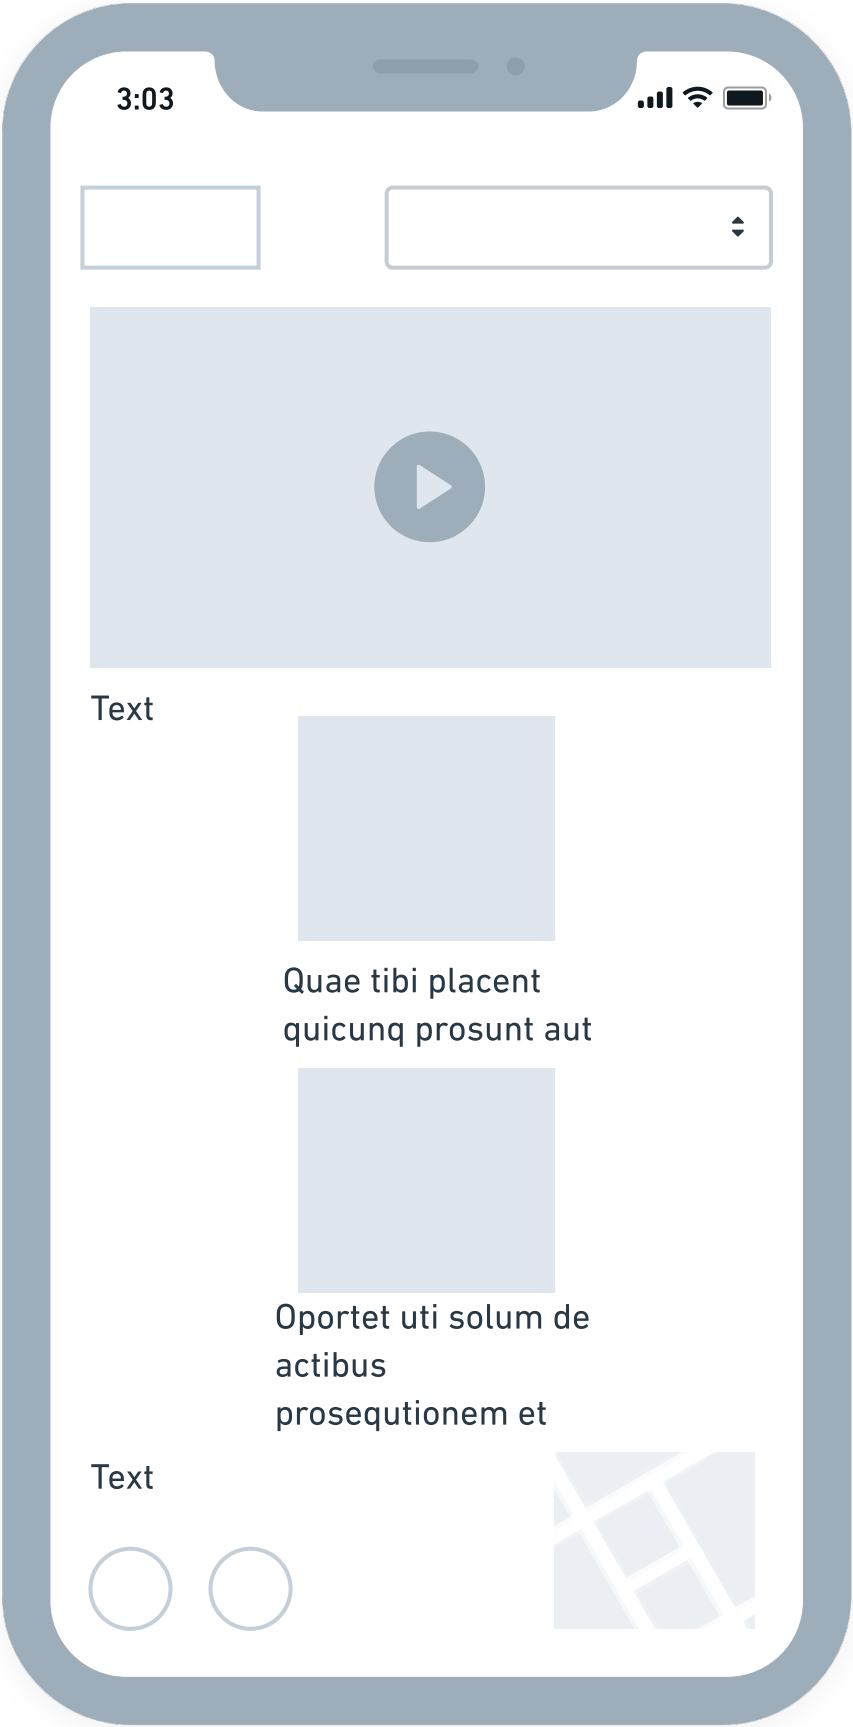 3:03
Text
Quae tibi placent
quicunq prosunt aut
Oportet uti solum de
actibus
prosequtionem et
Text